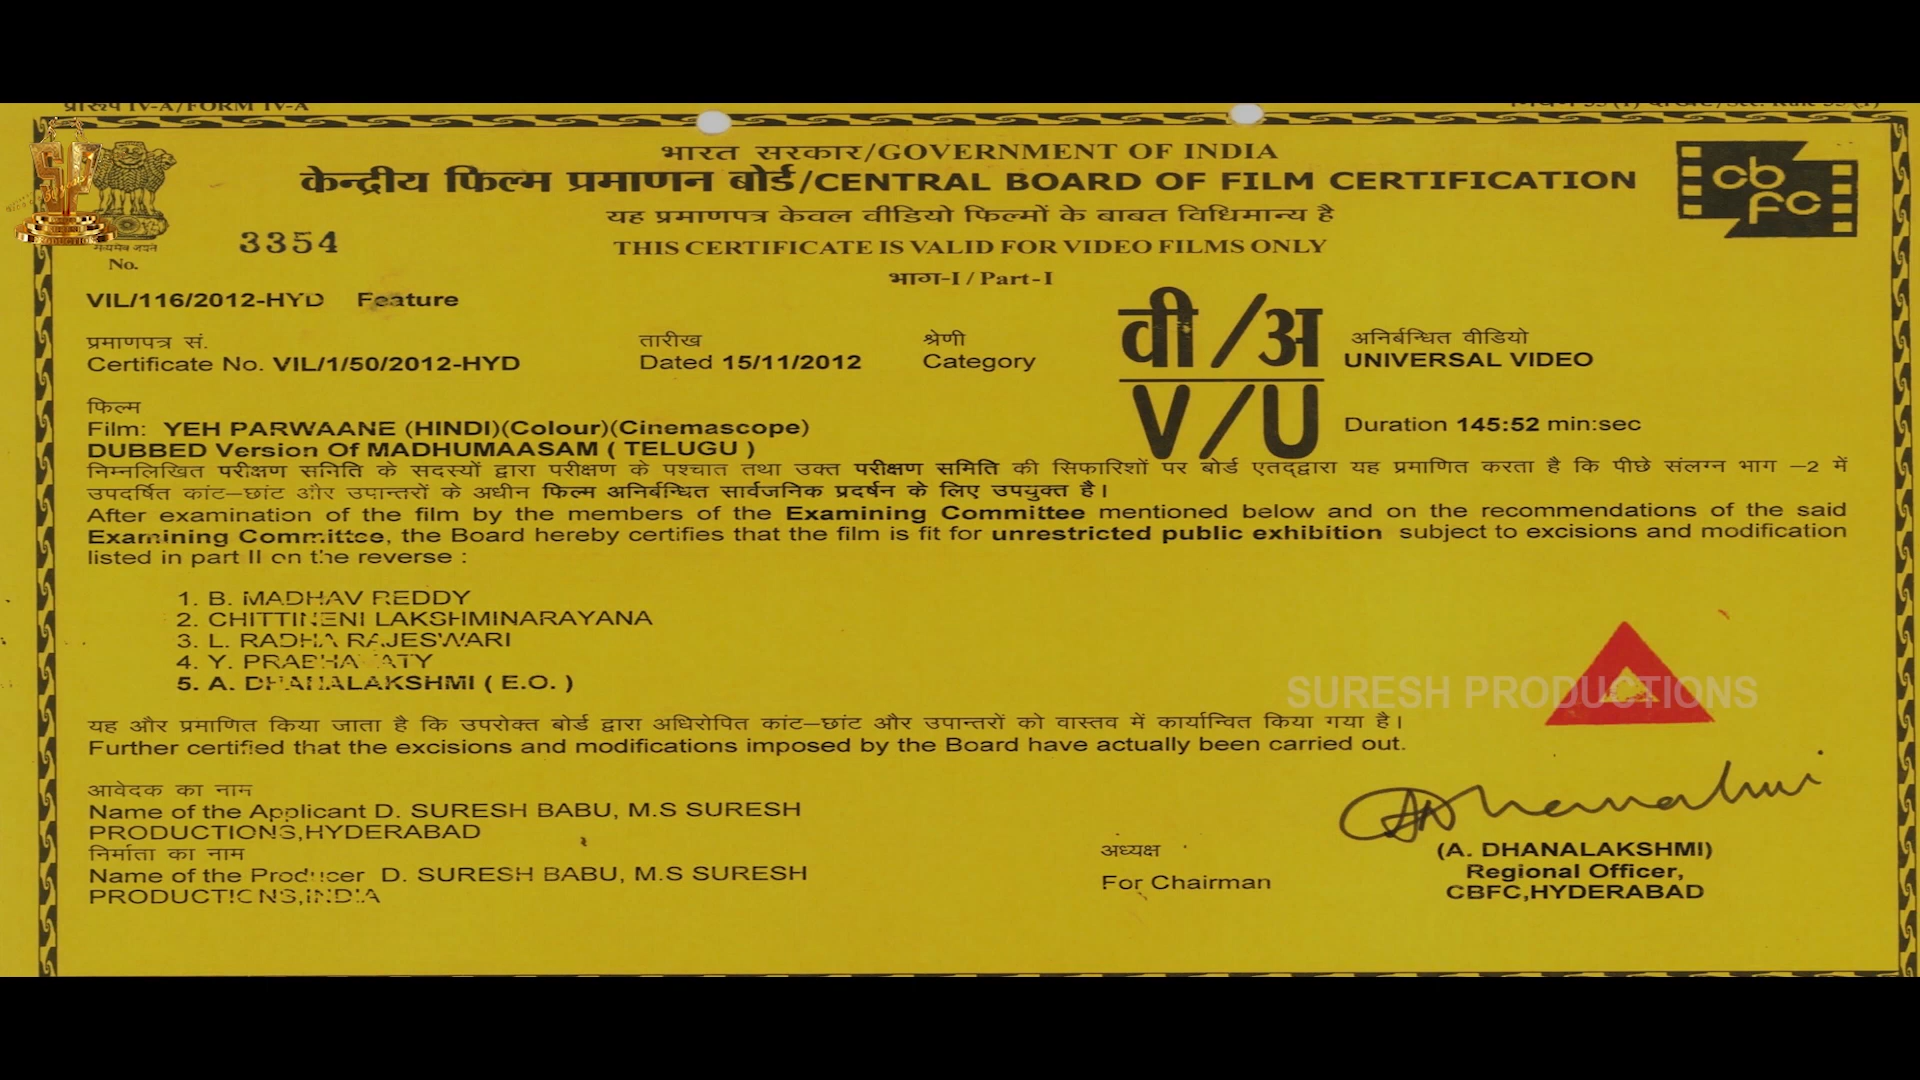 प्रारूप IV-A/FORM IV-A
भारत सरकार/GOVERNMENT OF INDIA
केन्द्रीय फिल्म प्रमाणन बोर्ड/CENTRAL BOARD OF FILM CERTIFICATION
cbfc
यह प्रमाणपत्र केवल वीडियो फिल्मों के बाबत विधिमान्य है
THIS CERTIFICATE IS VALID FOR VIDEO FILMS ONLY
No. 3354
भाग-I / Part-I
VIL/116/2012-HYD Feature
प्रमाणपत्र सं. तारीख श्रेणी वी/अ अनिर्बन्धित वीडियो
Certificate No. VIL/1/50/2012-HYD Dated 15/11/2012 Category UNIVERSAL VIDEO
V/U
फिल्म
Film: YEH PARWAANE (HINDI)(Colour)(Cinemascope) Duration 145:52 min:sec
DUBBED Version Of MADHUMAASAM ( TELUGU )
निम्नलिखित परीक्षण समिति के सदस्यों द्वारा परीक्षण के पश्चात तथा उक्त परीक्षण समिति की सिफारिशों पर बोर्ड एतद्द्वारा यह प्रमाणित करता है कि पीछे संलग्न भाग –2 में
उपदर्षित कांट–छांट और उपान्तरों के अधीन फिल्म अनिर्बन्धित सार्वजनिक प्रदर्षन के लिए उपयुक्त है।
After examination of the film by the members of the Examining Committee mentioned below and on the recommendations of the said
Examining Committee, the Board hereby certifies that the film is fit for unrestricted public exhibition subject to excisions and modification
listed in part II on the reverse :
1. B. MADHAV REDDY
2. CHITTINENI LAKSHMINARAYANA
3. L. RADHA RAJESWARI
4. Y. PRABHAVATY
5. A. DHANALAKSHMI ( E.O. )
SURESH PRODUCTIONS
यह और प्रमाणित किया जाता है कि उपरोक्त बोर्ड द्वारा अधिरोपित कांट–छांट और उपान्तरों को वास्तव में कार्यान्वित किया गया है।
Further certified that the excisions and modifications imposed by the Board have actually been carried out.
आवेदक का नाम
Name of the Applicant D. SURESH BABU, M.S SURESH
PRODUCTIONS,HYDERABAD
निर्माता का नाम
Name of the Producer D. SURESH BABU, M.S SURESH
PRODUCTIONS,INDIA
अध्यक्ष
For Chairman
(A. DHANALAKSHMI)
Regional Officer,
CBFC,HYDERABAD